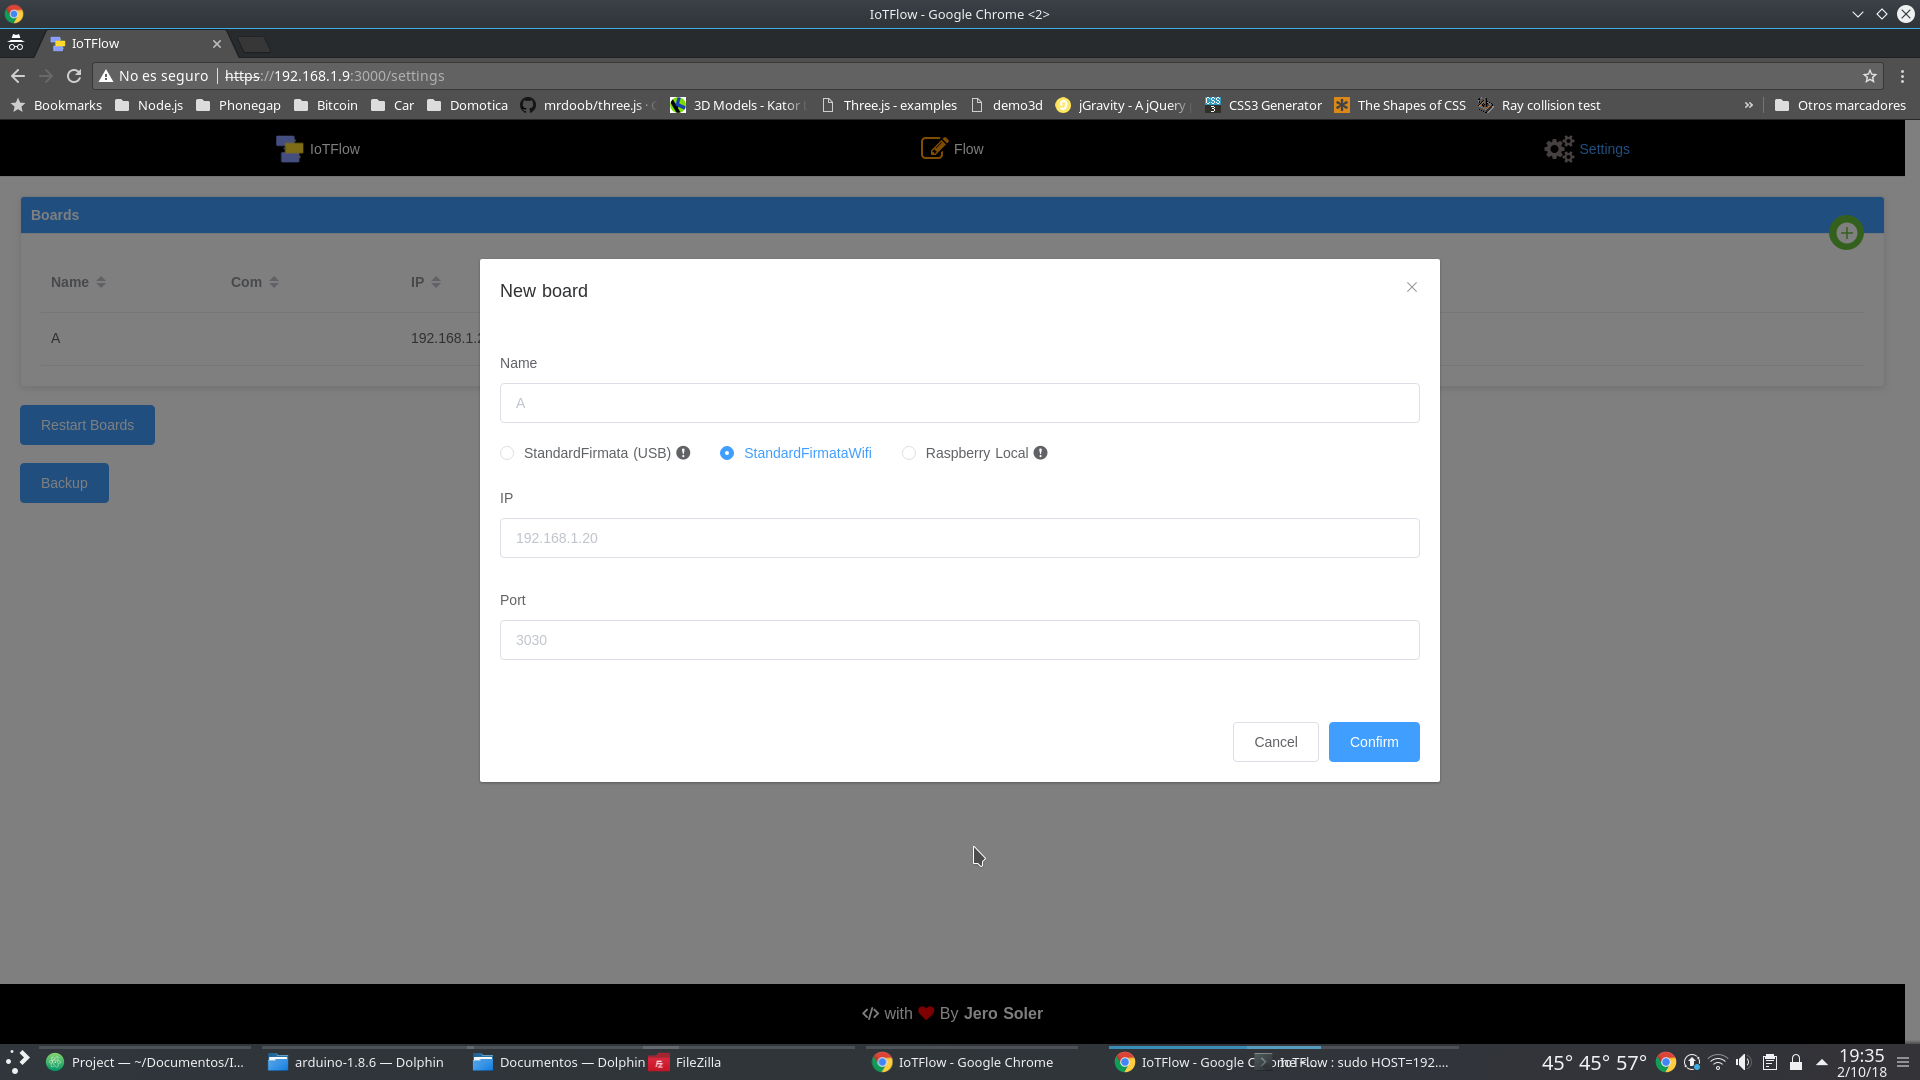 IoTFlow - Google Chrome <2>
IoTFlow
No es seguro https://192.168.1.9:3000/settings
Bookmarks Node.js Phonegap Bitcoin Car Domotica mrdoob/three.js · 3D Models - Kator Three.js - examples demo3d jGravity - A jQuery CSS3 Generator The Shapes of CSS Ray collision test » Otros marcadores
IoTFlow Flow Settings
Boards
Name Com IP
A 192.168.1.
Restart Boards
Backup
New board
Name
A
StandardFirmata (USB) StandardFirmataWifi Raspberry Local
IP
192.168.1.20
Port
3030
Cancel Confirm
</> with By Jero Soler
Project — ~/Documentos/I... arduino-1.8.6 — Dolphin Documentos — Dolphin FileZilla IoTFlow - Google Chrome IoTFlow - Google IoTFlow : sudo HOST=192.... 45° 45° 57° 19:35
2/10/18